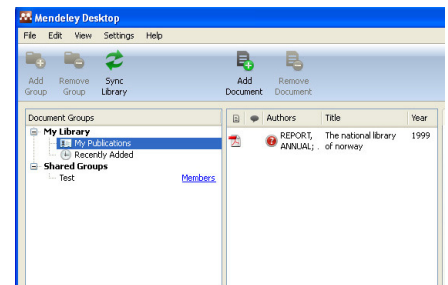 Mendeley Desktop
File Edit View Settings Help
Add Group Remove Group Sync Library Add Document Remove Document
Document Groups
My Library
My Publications
Recently Added
Shared Groups
Test Members
Authors Title Year
REPORT, The national library 1999
ANNUAL; . of norway